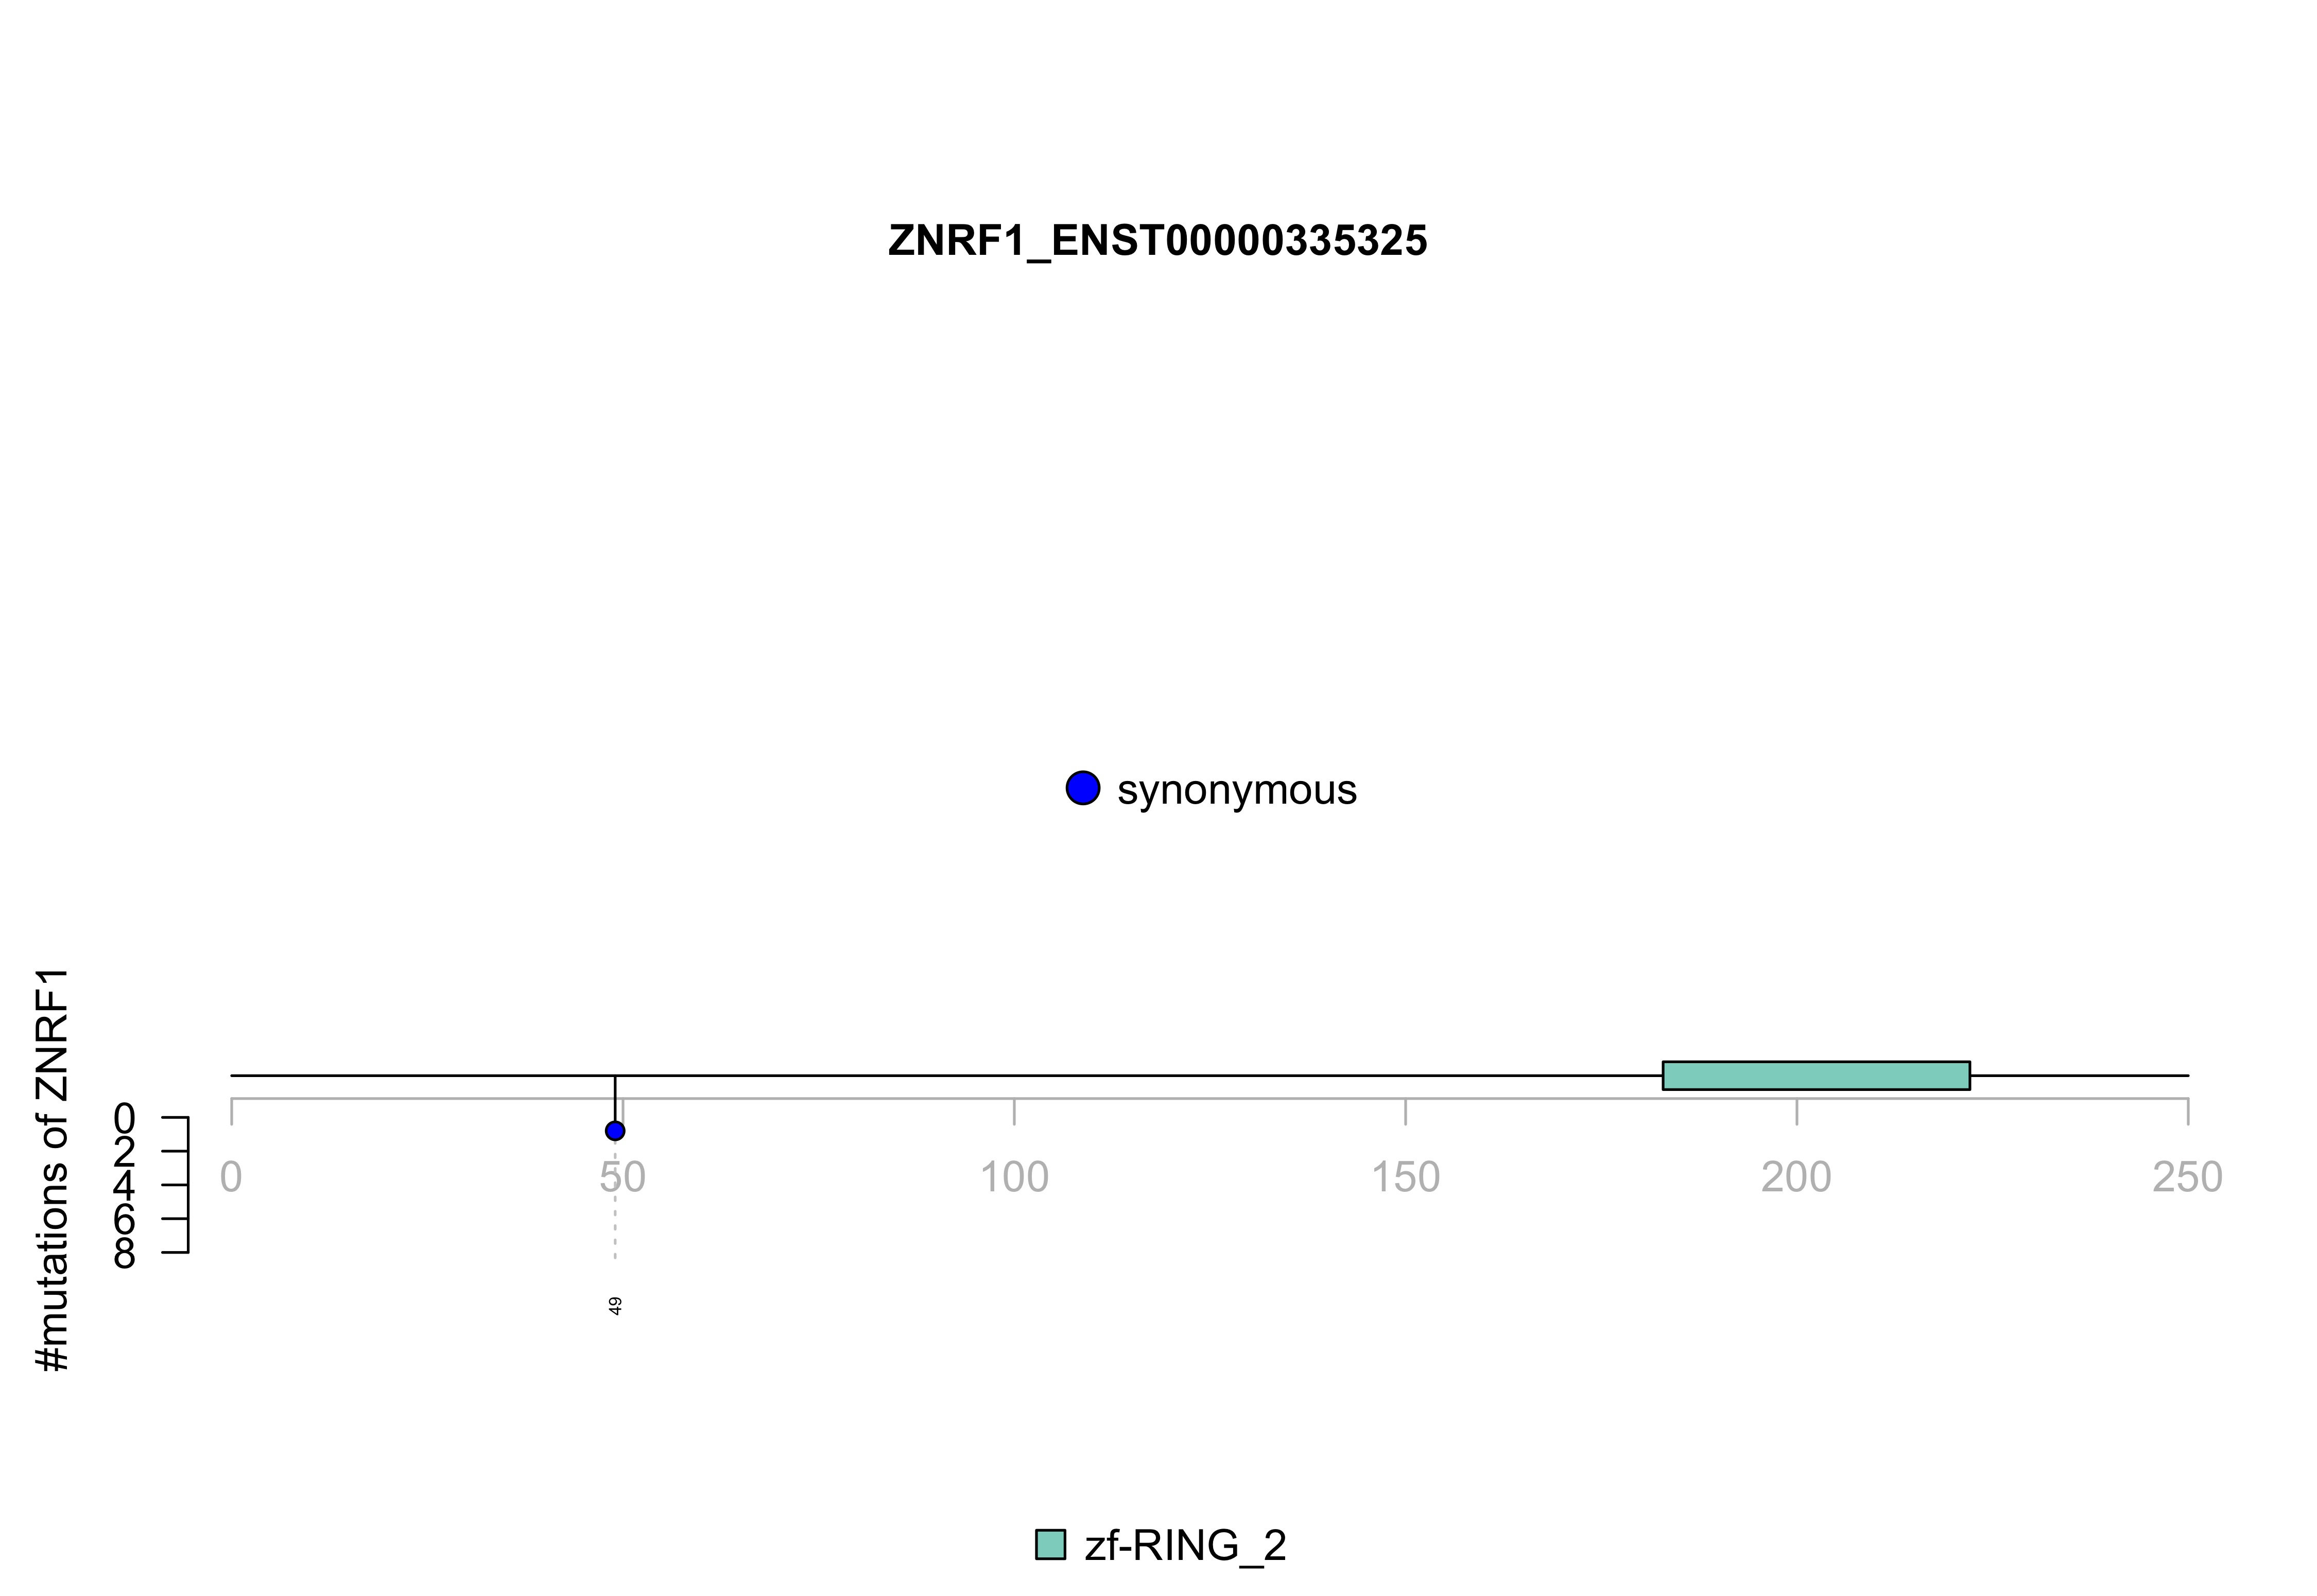 ZNRF1_ENST00000335325
synonymous
#mutations of ZNRF1
0
2
4
6
8
0 50 100 150 200 250
49
zf-RING_2